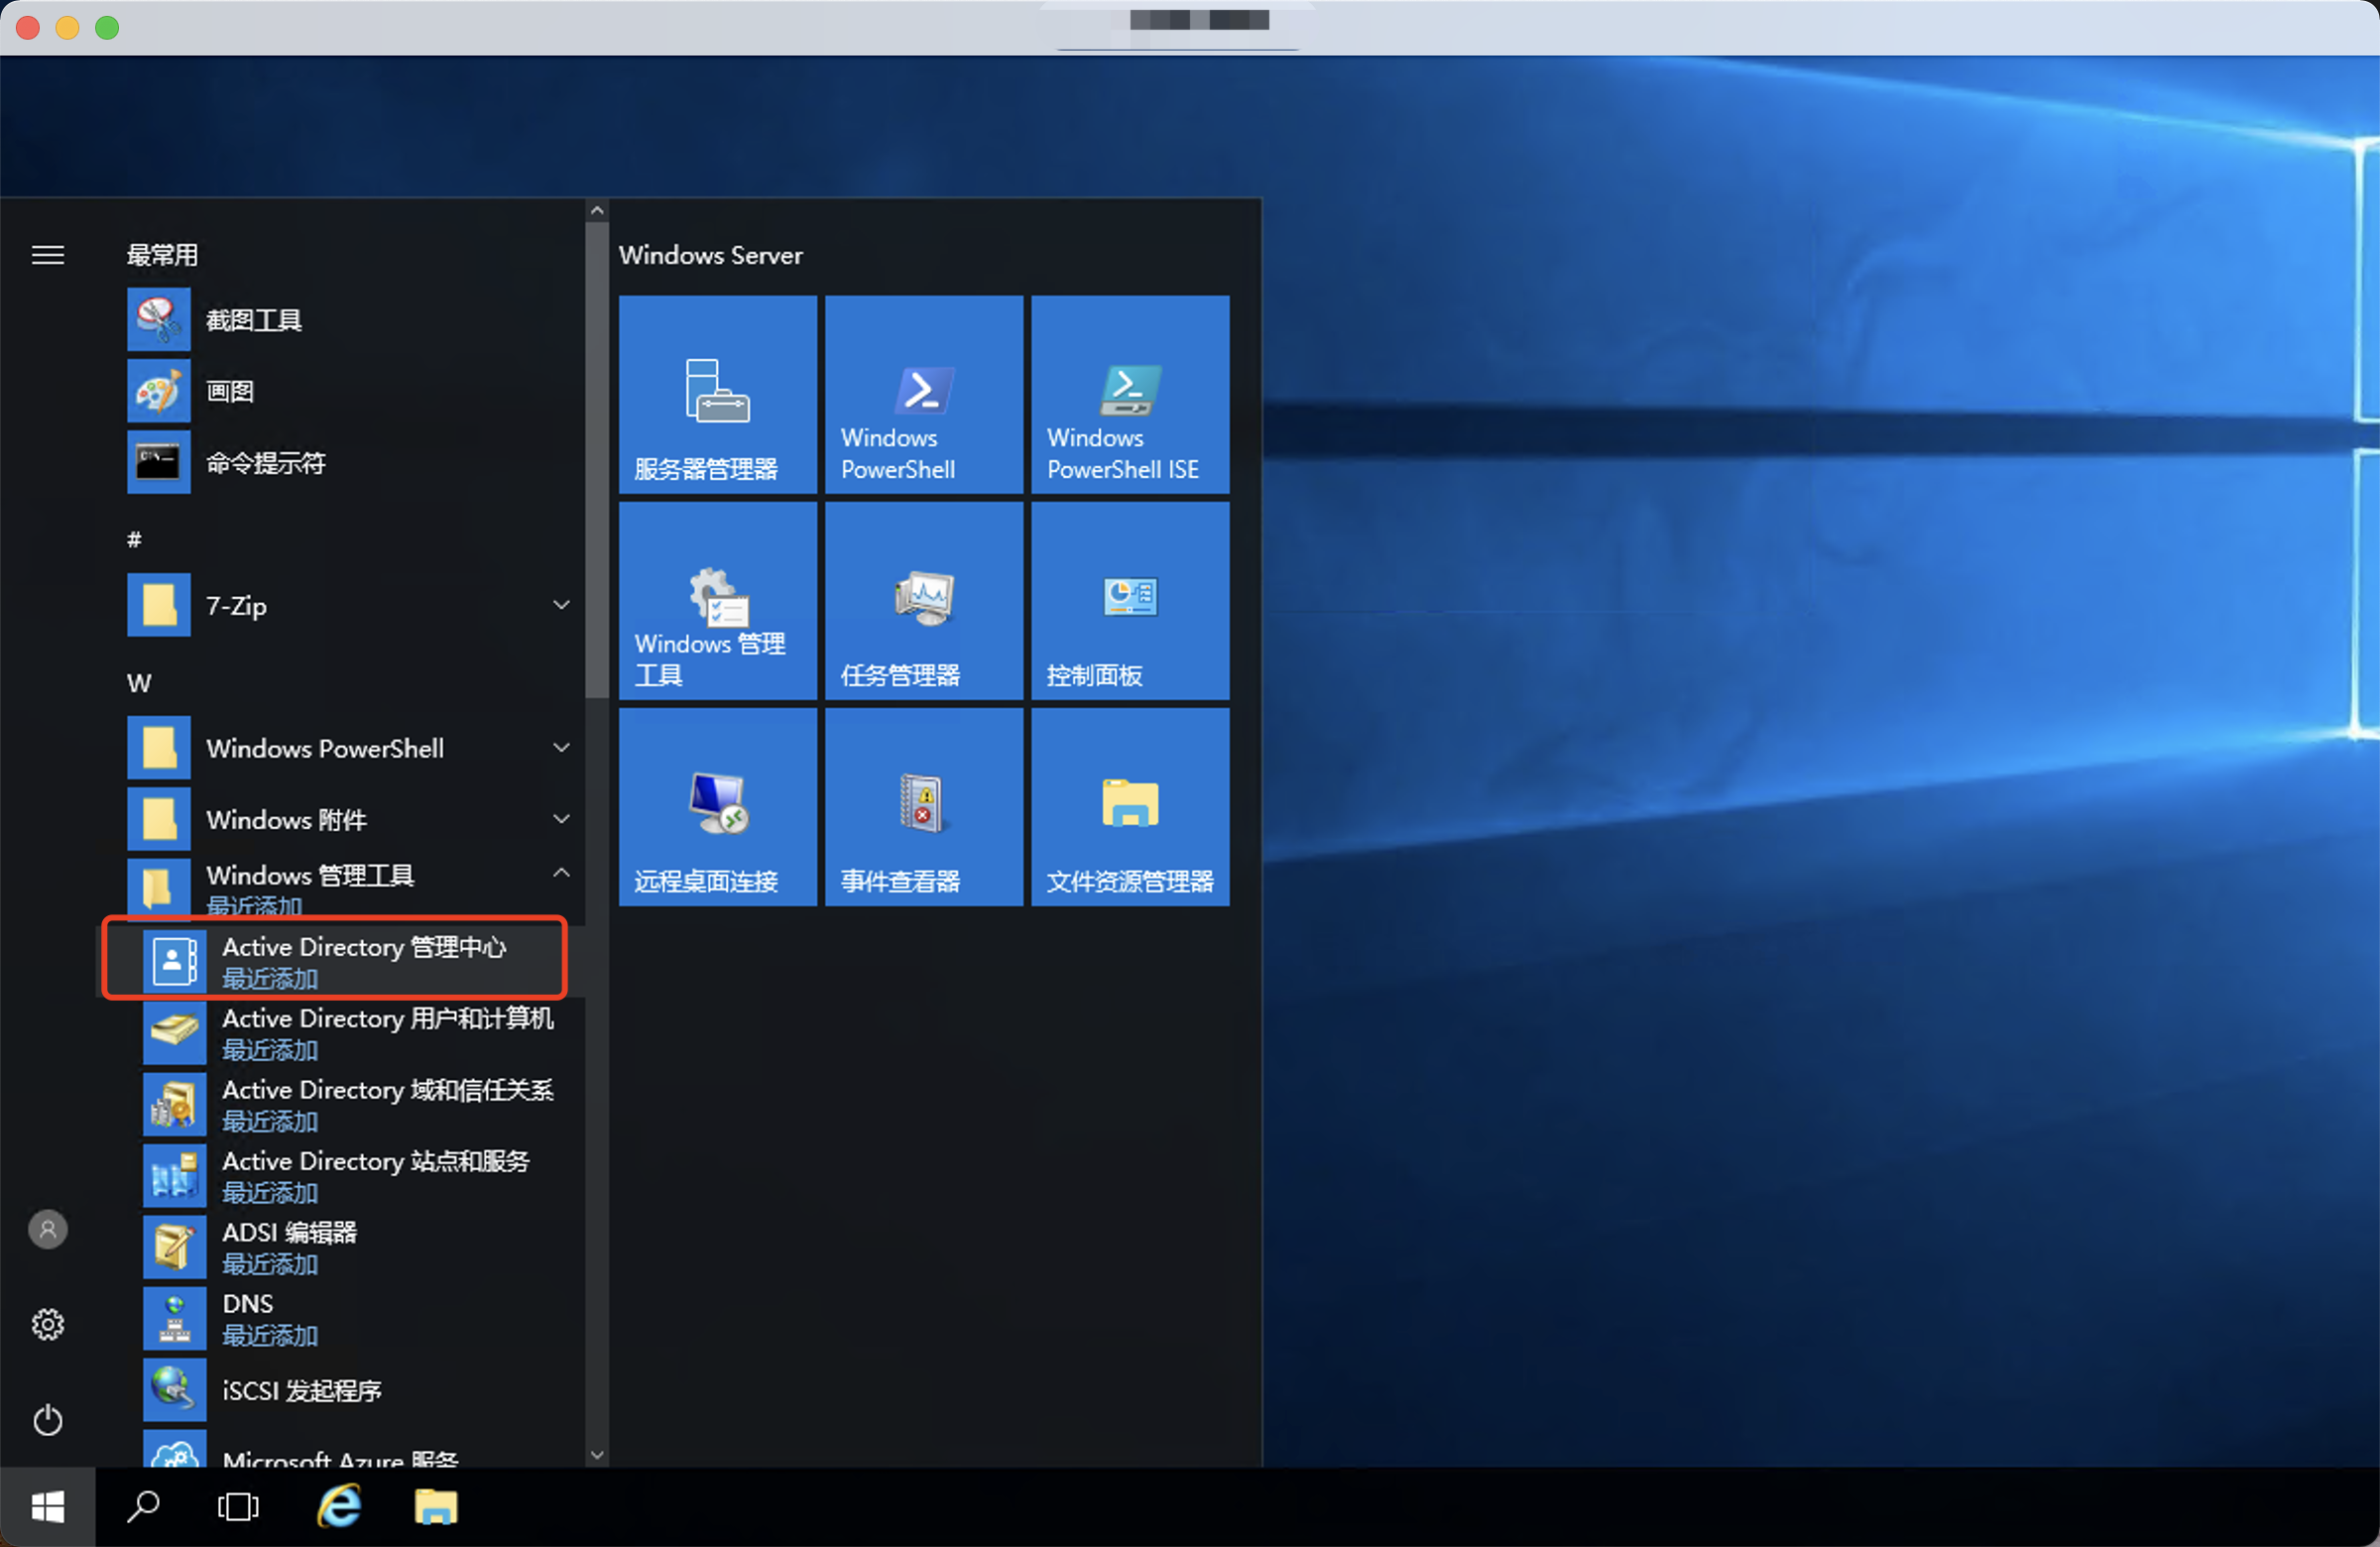 最常用
截图工具
画图
命令提示符
#
7-Zip
W
Windows PowerShell
Windows 附件
Windows 管理工具
最近添加
Active Directory 管理中心
最近添加
Active Directory 用户和计算机
最近添加
Active Directory 域和信任关系
最近添加
Active Directory 站点和服务
最近添加
ADSI 编辑器
最近添加
DNS
最近添加
iSCSI 发起程序
Microsoft Azure 服务
Windows Server
服务器管理器
Windows
PowerShell
Windows
PowerShell ISE
Windows 管理
工具
任务管理器
控制面板
远程桌面连接
事件查看器
文件资源管理器